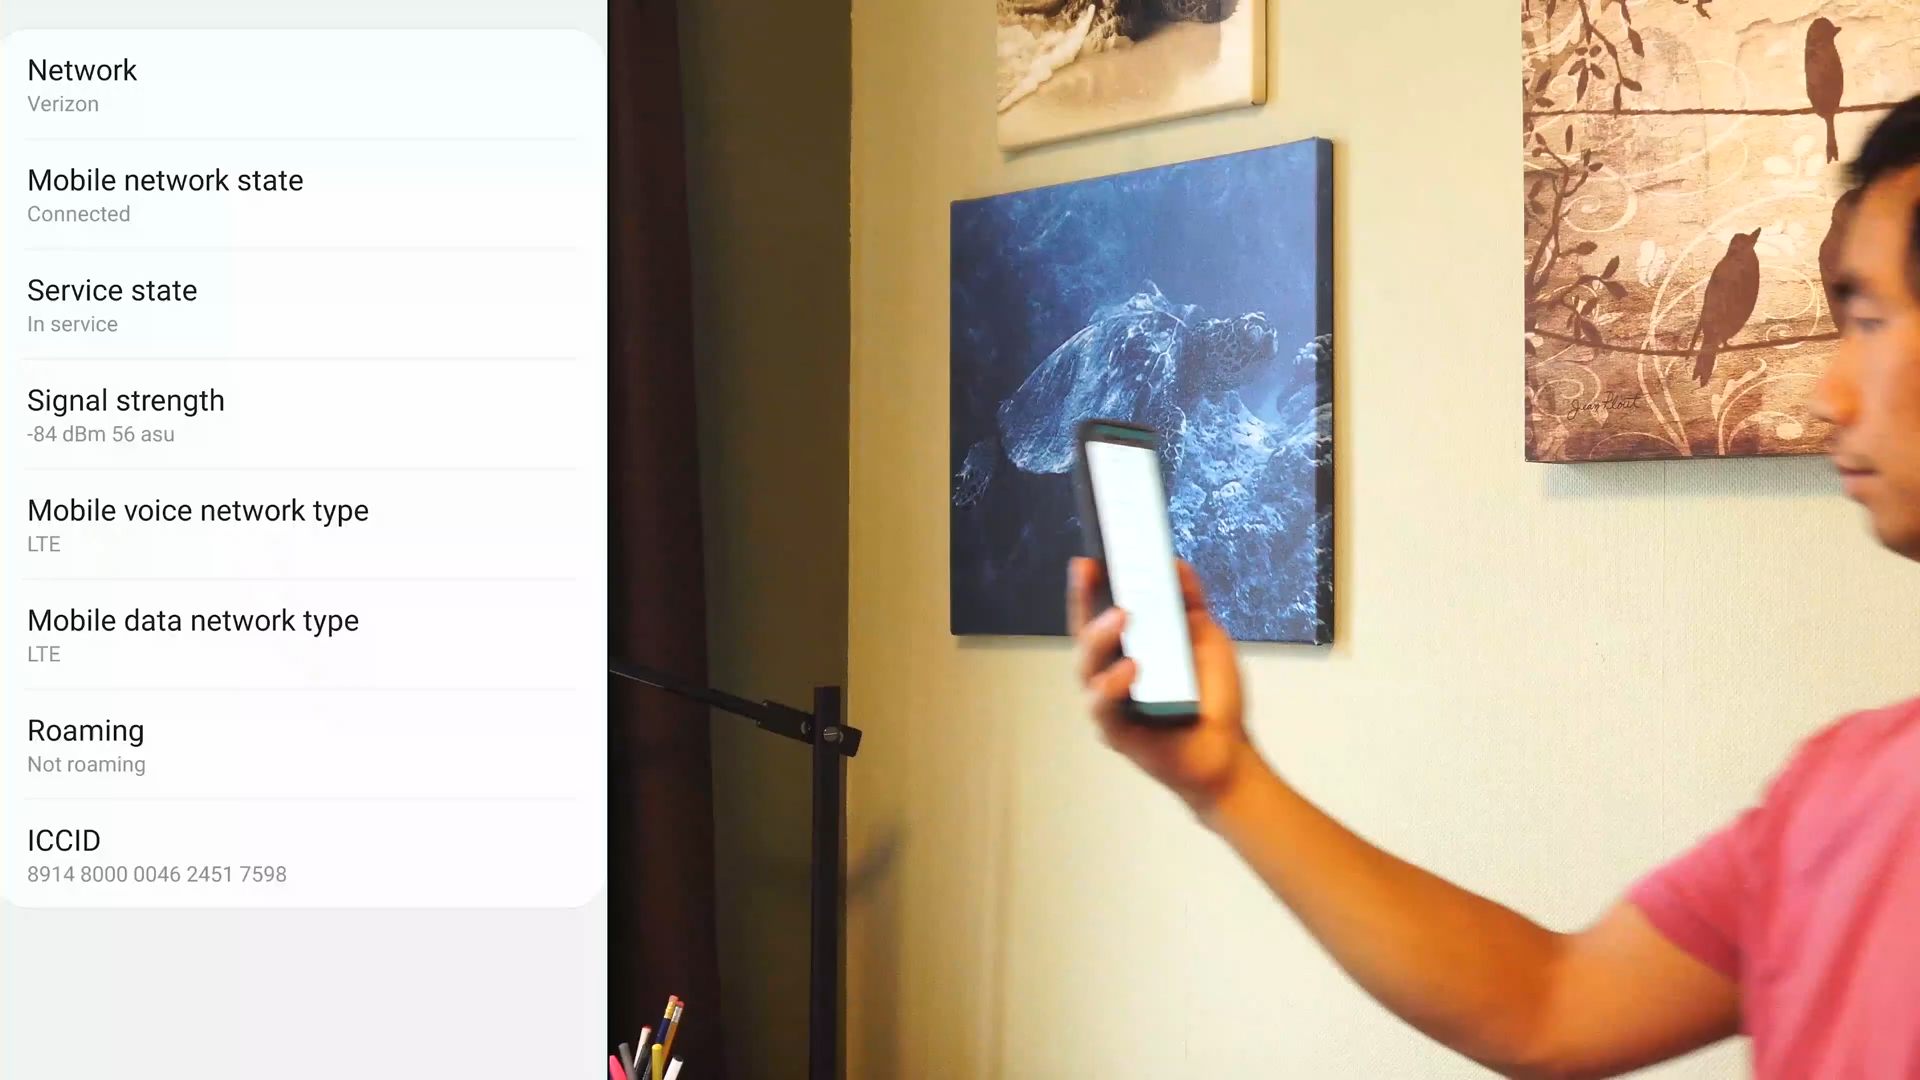 Network
Verizon
Mobile network state
Connected
Service state
In service
Signal strength
-84 dBm 56 asu
Mobile voice network type
LTE
Mobile data network type
LTE
Roaming
Not roaming
ICCID
8914 8000 0046 2451 7598